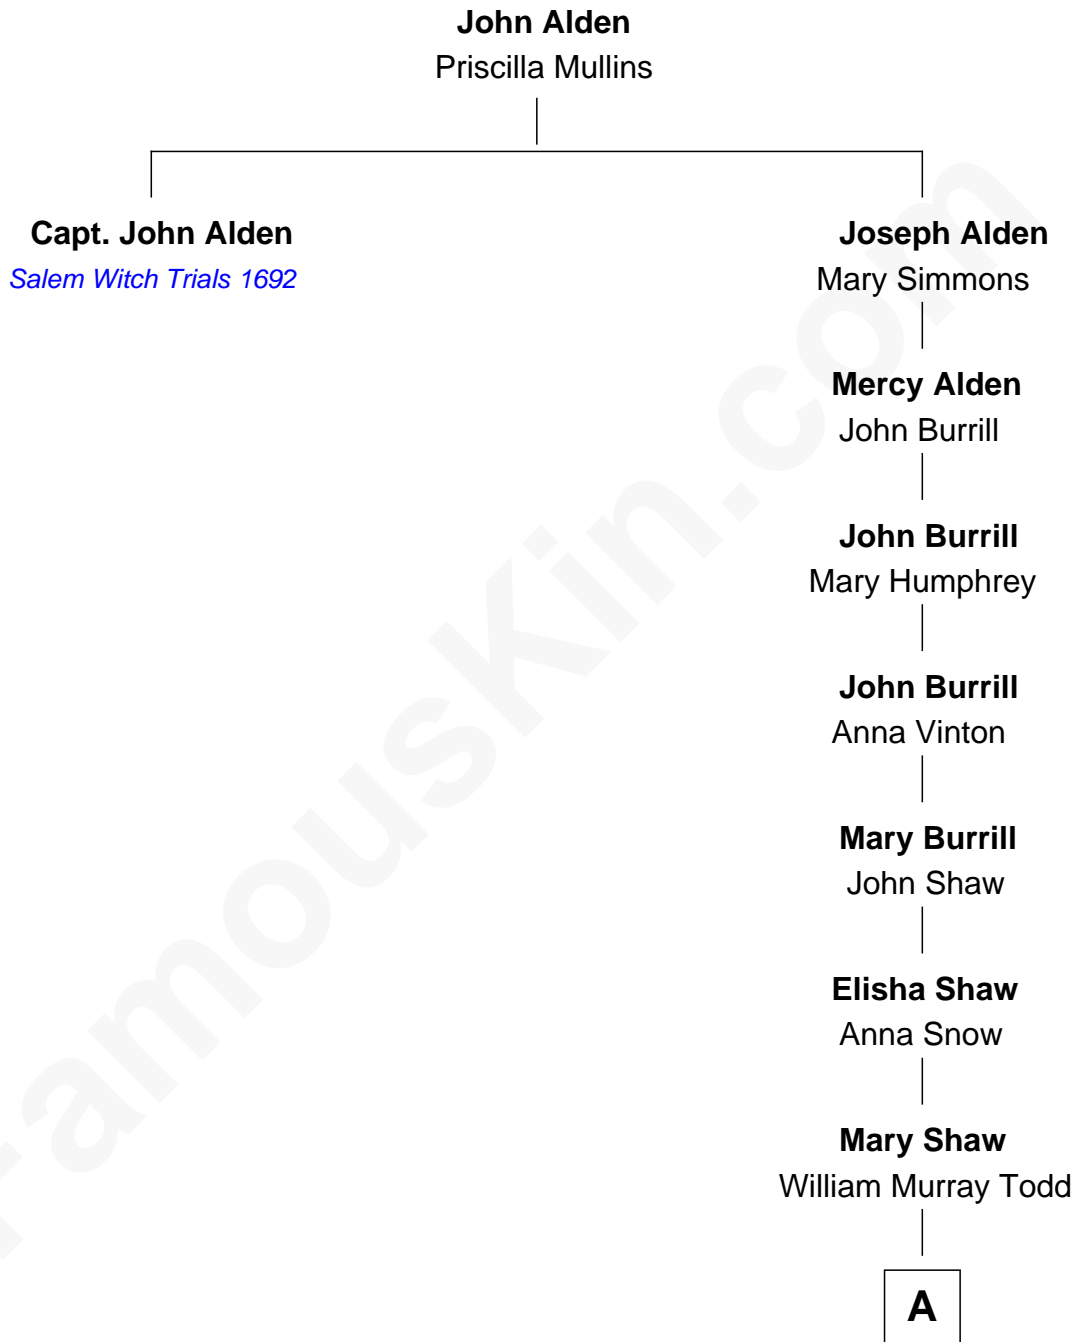 John Alden
Priscilla Mullins
Capt. John Alden
Salem Witch Trials 1692
Joseph Alden
Mary Simmons
Mercy Alden
John Burrill
John Burrill
Mary Humphrey
John Burrill
Anna Vinton
Mary Burrill
John Shaw
Elisha Shaw
Anna Snow
Mary Shaw
William Murray Todd
A
FamousKin.com